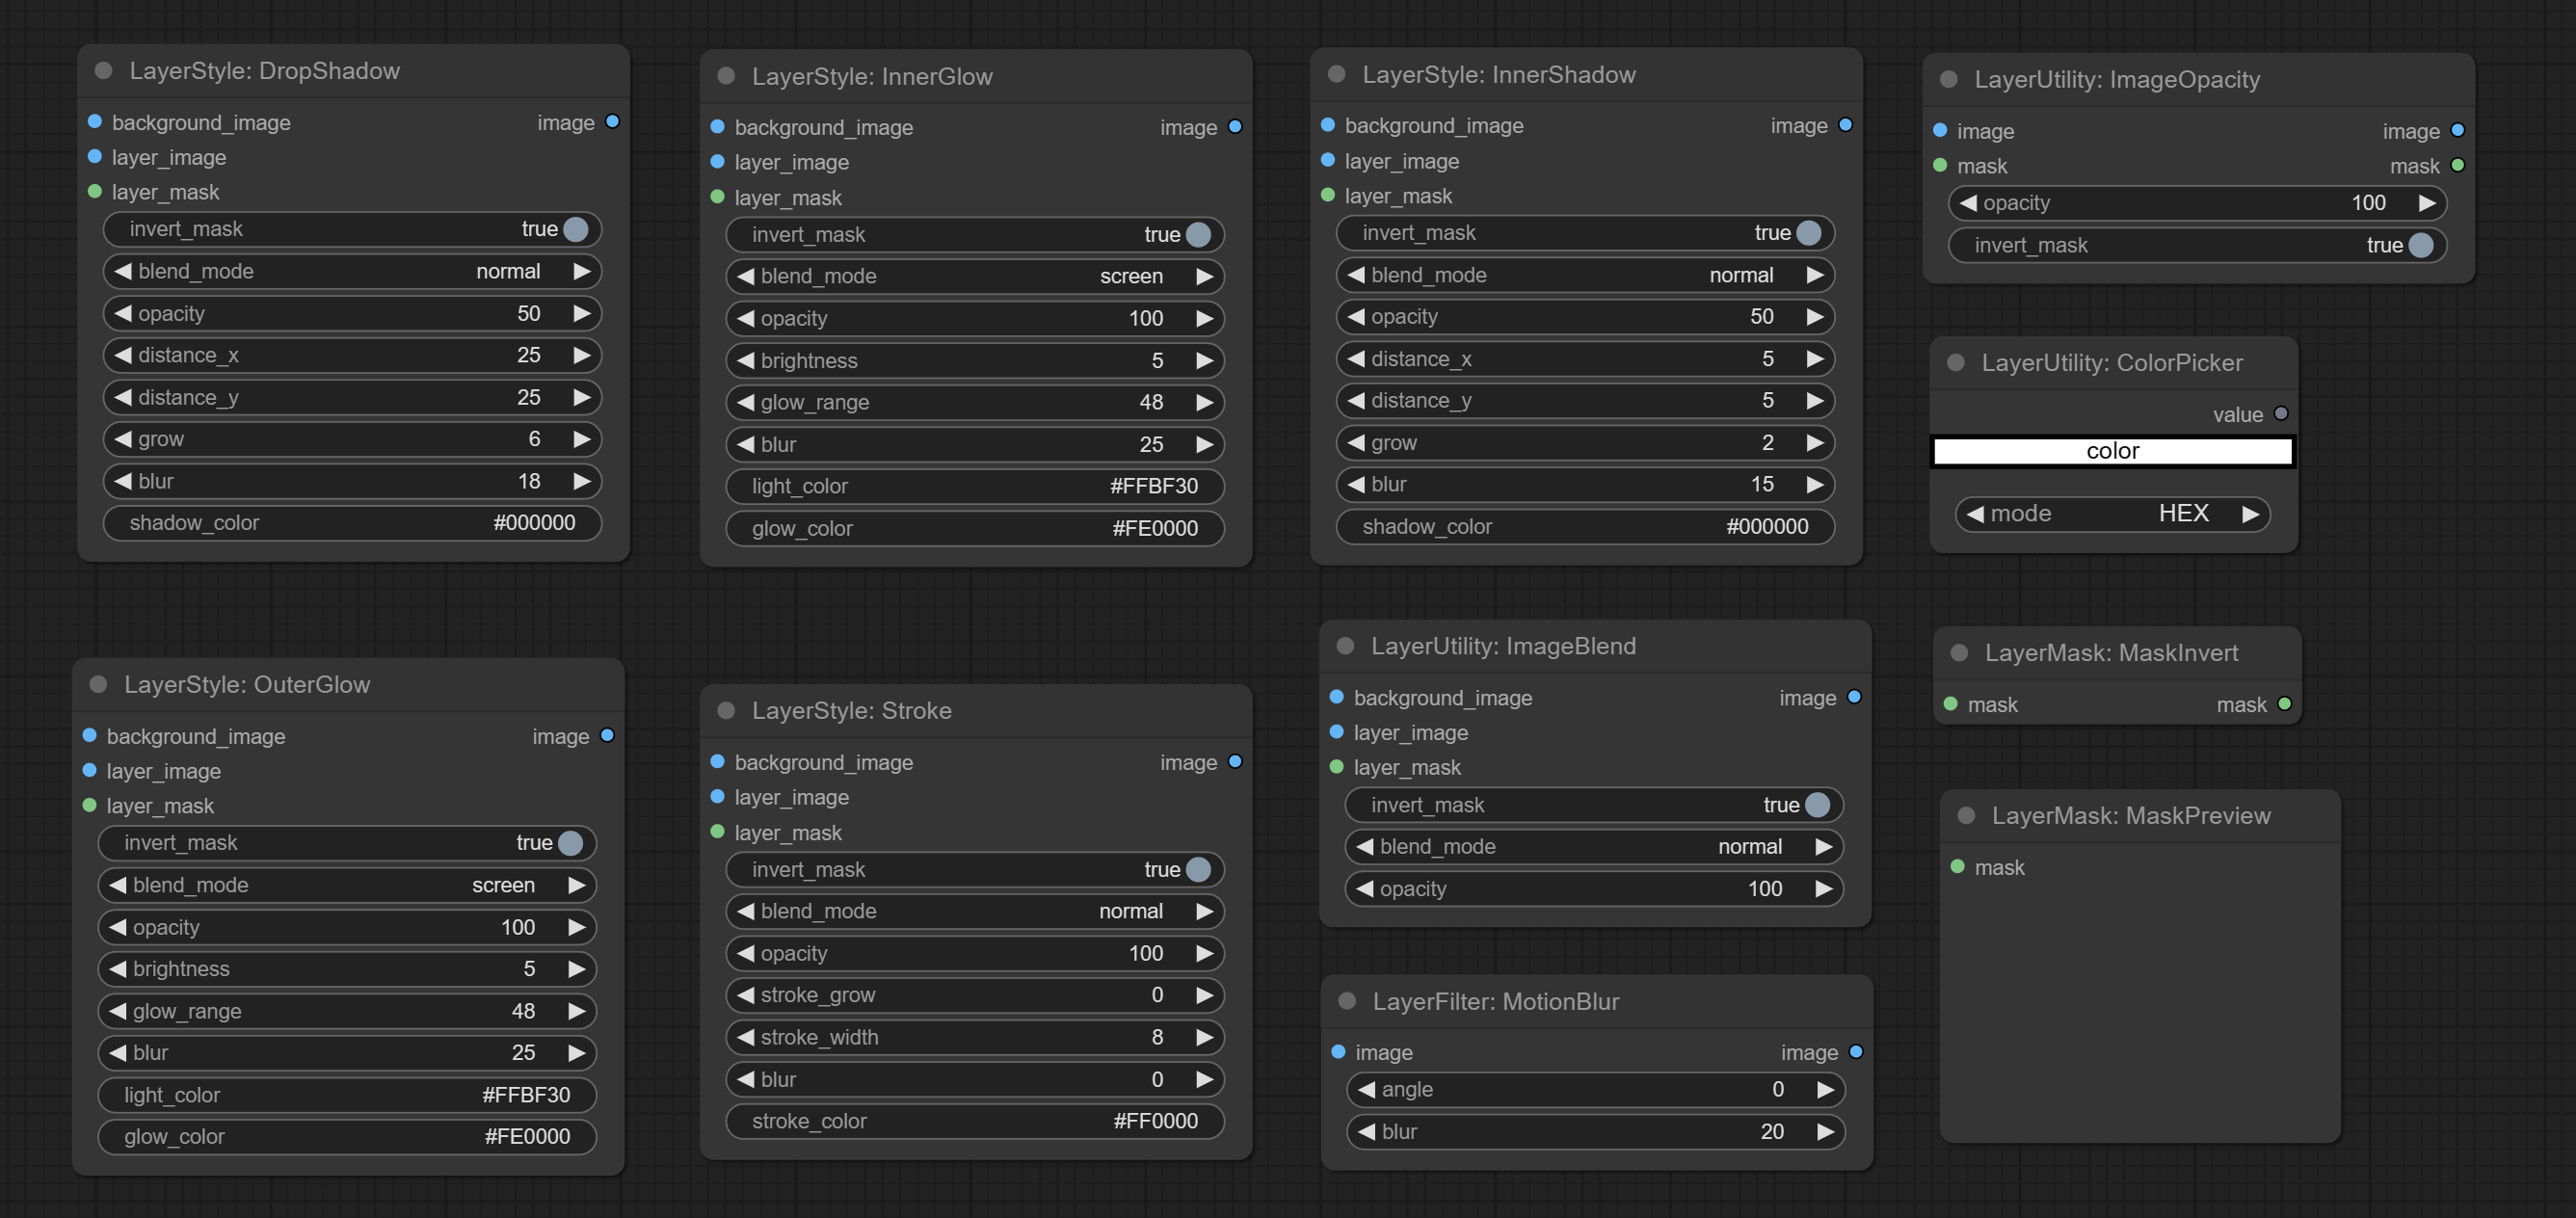 LayerStyle: DropShadow
background_image image
layer_image
layer_mask
invert_mask true
blend_mode normal
opacity 50
distance_x 25
distance_y 25
grow 6
blur 18
shadow_color #000000
LayerStyle: InnerGlow
background_image image
layer_image
layer_mask
invert_mask true
blend_mode screen
opacity 100
brightness 5
glow_range 48
blur 25
light_color #FFBF30
glow_color #FE0000
LayerStyle: InnerShadow
background_image image
layer_image
layer_mask
invert_mask true
blend_mode normal
opacity 50
distance_x 5
distance_y 5
grow 2
blur 15
shadow_color #000000
LayerUtility: ImageOpacity
image image
mask mask
opacity 100
invert_mask true
LayerUtility: ColorPicker
value
color
mode HEX
LayerStyle: OuterGlow
background_image image
layer_image
layer_mask
invert_mask true
blend_mode screen
opacity 100
brightness 5
glow_range 48
blur 25
light_color #FFBF30
glow_color #FE0000
LayerStyle: Stroke
background_image image
layer_image
layer_mask
invert_mask true
blend_mode normal
opacity 100
stroke_grow 0
stroke_width 8
blur 0
stroke_color #FF0000
LayerUtility: ImageBlend
background_image image
layer_image
layer_mask
invert_mask true
blend_mode normal
opacity 100
LayerFilter: MotionBlur
image image
angle 0
blur 20
LayerMask: MaskInvert
mask mask
LayerMask: MaskPreview
mask